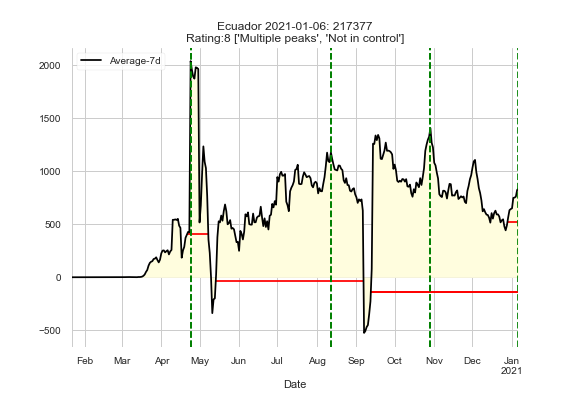 Ecuador 2021-01-06: 217377
Rating:8 ['Multiple peaks', 'Not in control']
Average-7d
2000
1500
1000
500
0
−500
Feb Mar Apr May Jun Jul Aug Sep Oct Nov Dec Jan
2021
Date